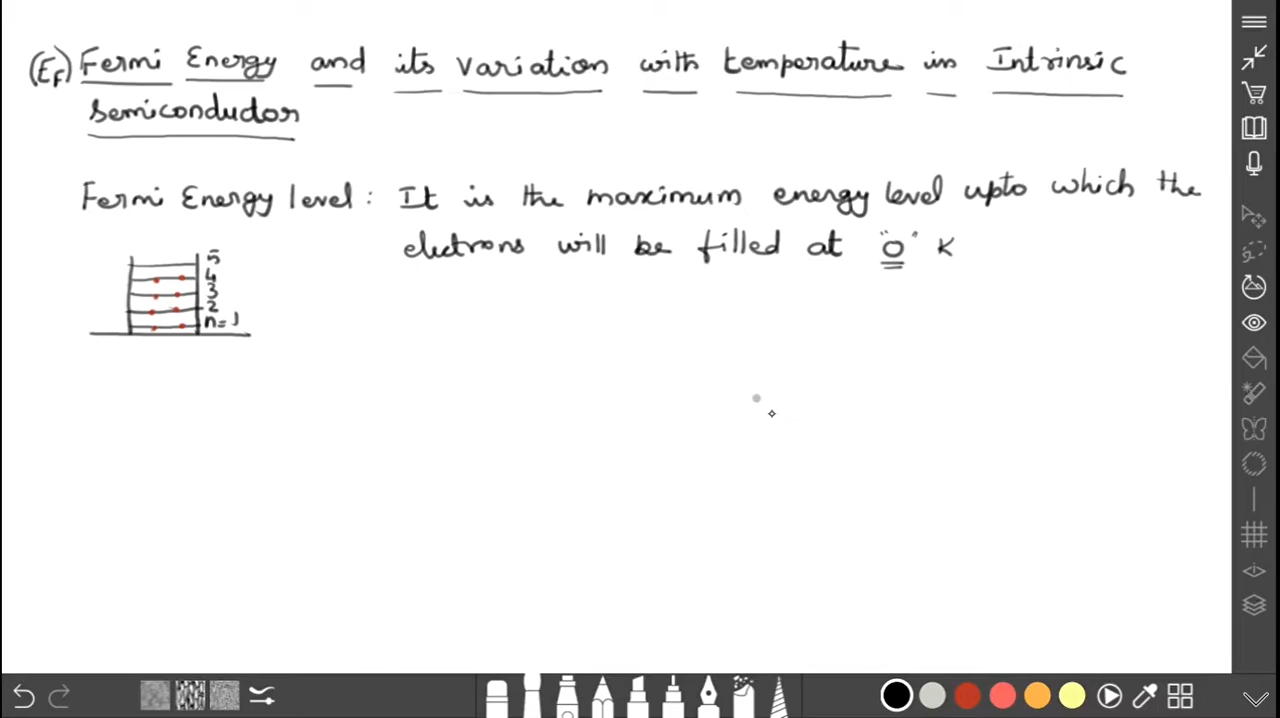 (EF) Fermi Energy and its variation with temperature in Intrinsic
semiconductor
Fermi Energy level : It is the maximum energy level upto which the
electrons will be filled at "0" K
5
4
3
2
n=1